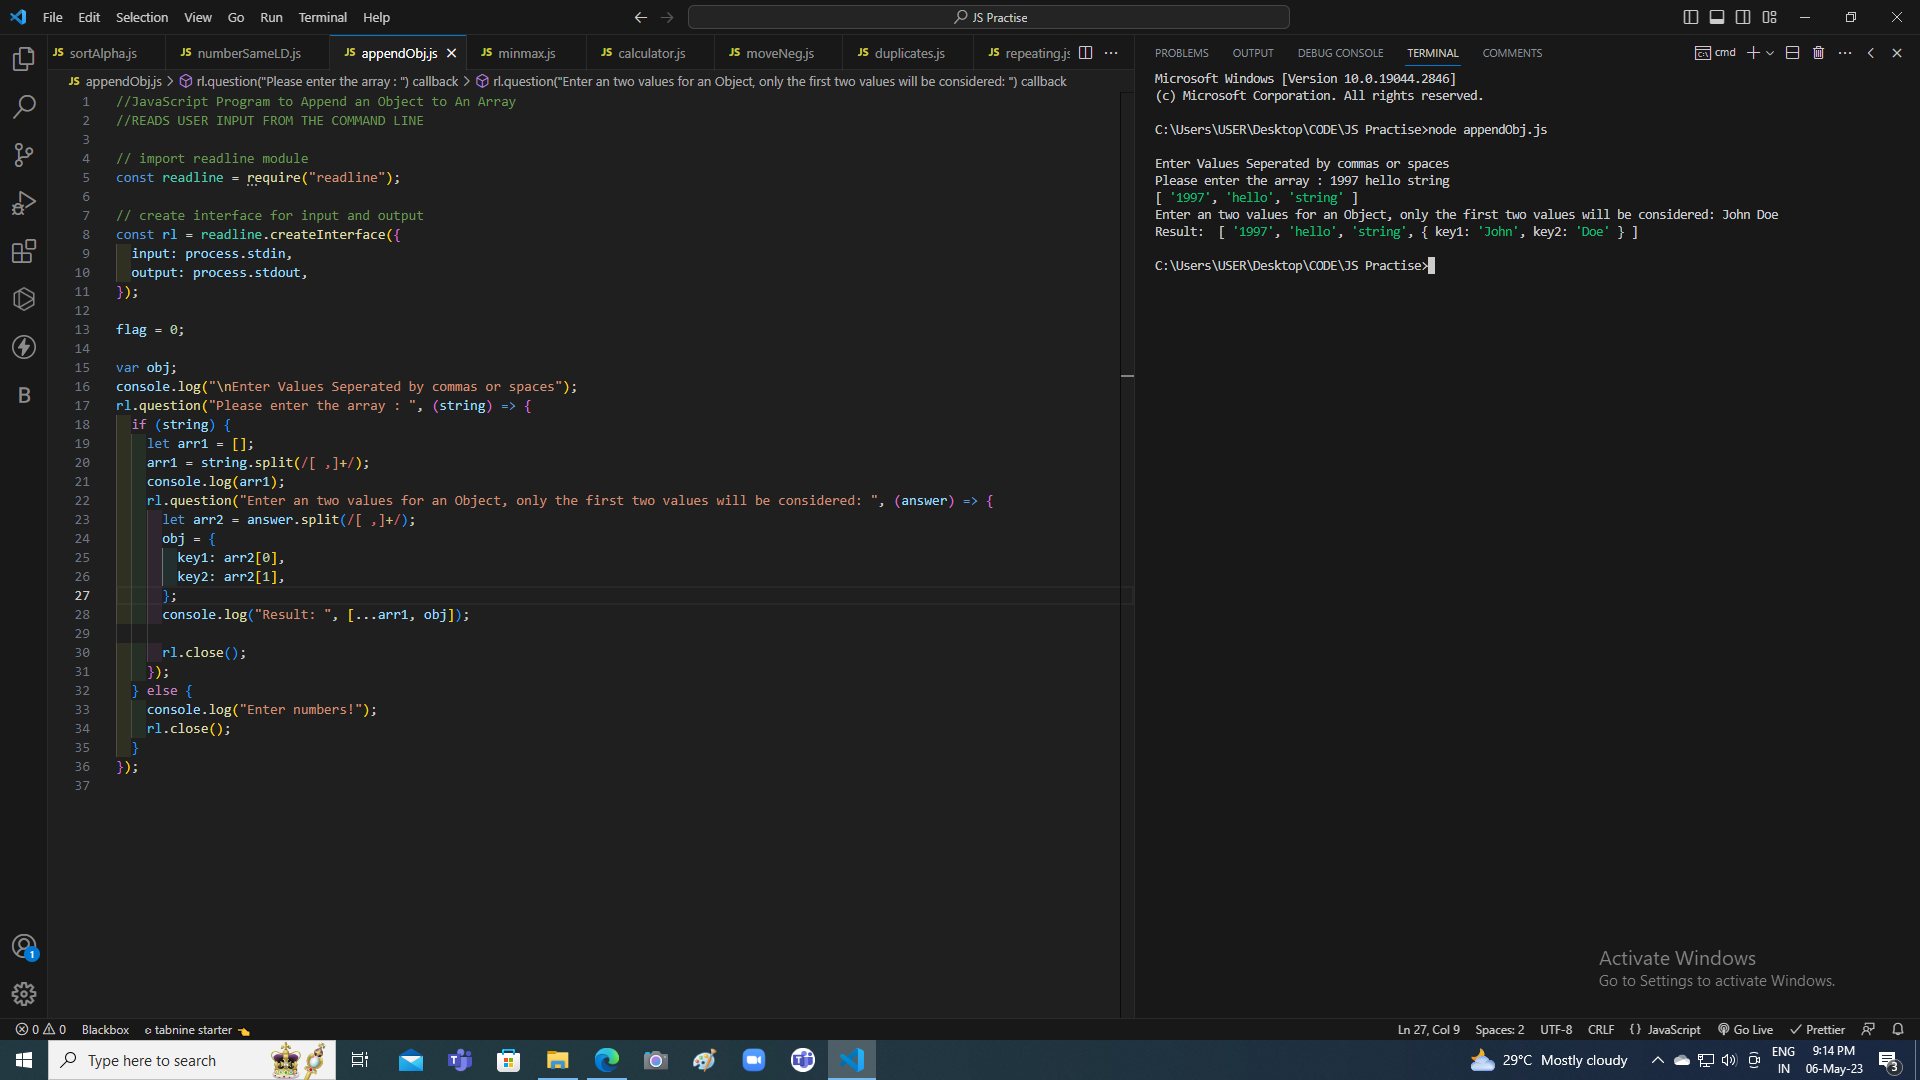 File Edit Selection View Go Run Terminal Help
JS Practise
JS sortAlpha.js JS numberSameLD.js JS appendObj.js JS minmax.js JS calculator.js JS moveNeg.js JS duplicates.js JS repeating.js
JS appendObj.js > rl.question("Please enter the array : ") callback > rl.question("Enter an two values for an Object, only the first two values will be considered: ") callback
1 //JavaScript Program to Append an Object to An Array
2 //READS USER INPUT FROM THE COMMAND LINE
3
4 // import readline module
5 const readline = require("readline");
6
7 // create interface for input and output
8 const rl = readline.createInterface({
9 input: process.stdin,
10 output: process.stdout,
11 });
12
13 flag = 0;
14
15 var obj;
16 console.log("\nEnter Values Seperated by commas or spaces");
17 rl.question("Please enter the array : ", (string) => {
18 if (string) {
19 let arr1 = [];
20 arr1 = string.split(/[ ,]+/);
21 console.log(arr1);
22 rl.question("Enter an two values for an Object, only the first two values will be considered: ", (answer) => {
23 let arr2 = answer.split(/[ ,]+/);
24 obj = {
25 key1: arr2[0],
26 key2: arr2[1],
27 };
28 console.log("Result: ", [...arr1, obj]);
29
30 rl.close();
31 });
32 } else {
33 console.log("Enter numbers!");
34 rl.close();
35 }
36 });
37
PROBLEMS OUTPUT DEBUG CONSOLE TERMINAL COMMENTS
cmd
Microsoft Windows [Version 10.0.19044.2846]
(c) Microsoft Corporation. All rights reserved.
C:\Users\USER\Desktop\CODE\JS Practise>node appendObj.js
Enter Values Seperated by commas or spaces
Please enter the array : 1997 hello string
[ '1997', 'hello', 'string' ]
Enter an two values for an Object, only the first two values will be considered: John Doe
Result:  [ '1997', 'hello', 'string', { key1: 'John', key2: 'Doe' } ]
C:\Users\USER\Desktop\CODE\JS Practise>
B
1
Activate Windows
Go to Settings to activate Windows.
0 0 Blackbox tabnine starter
Ln 27, Col 9 Spaces: 2 UTF-8 CRLF {} JavaScript Go Live Prettier
Type here to search
29°C Mostly cloudy
ENG
IN
9:14 PM
06-May-23
3